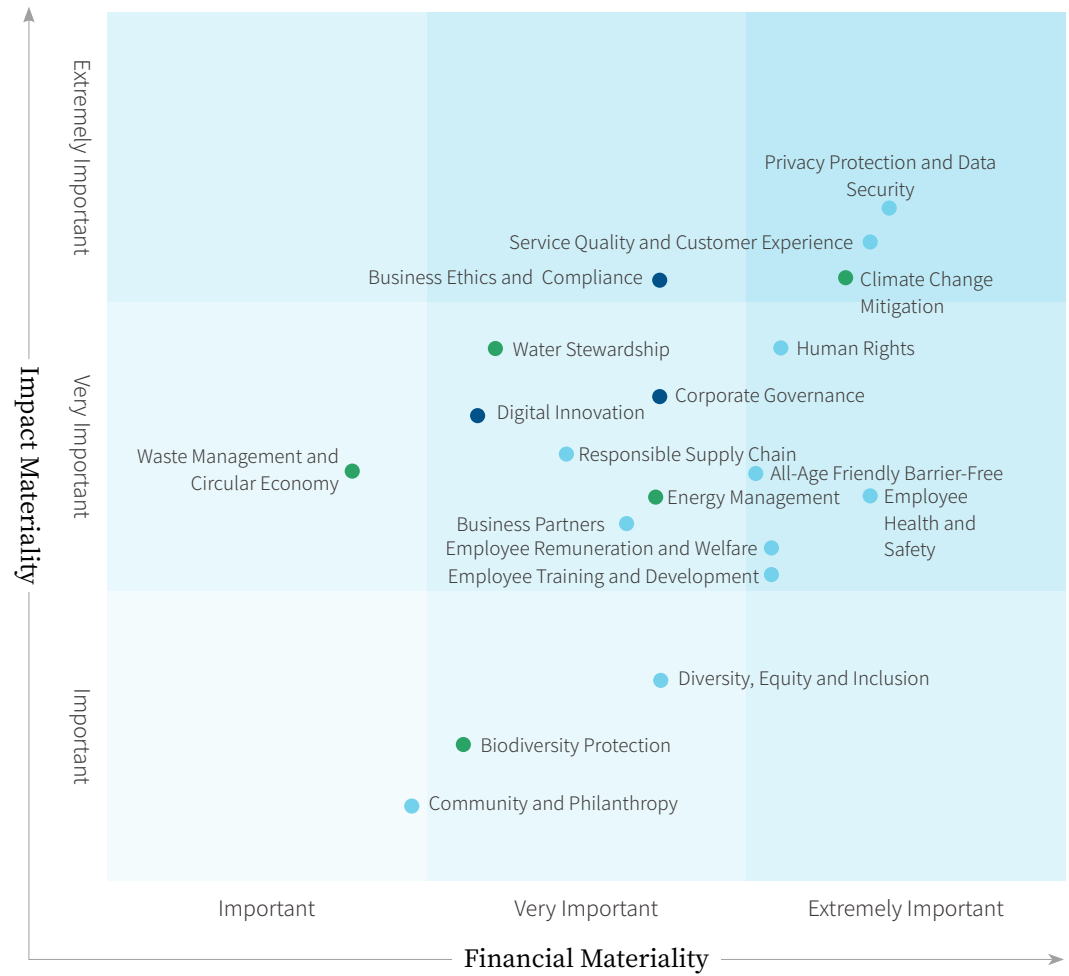 Extremely Important
Very Important
Important
Impact Materiality
Privacy Protection and Data
Security
Service Quality and Customer Experience
Business Ethics and Compliance
Climate Change
Mitigation
Water Stewardship
Human Rights
Corporate Governance
Digital Innovation
Responsible Supply Chain
Waste Management and
Circular Economy
All-Age Friendly Barrier-Free
Energy Management
Employee
Health and
Safety
Business Partners
Employee Remuneration and Welfare
Employee Training and Development
Diversity, Equity and Inclusion
Biodiversity Protection
Community and Philanthropy
Important
Very Important
Extremely Important
Financial Materiality